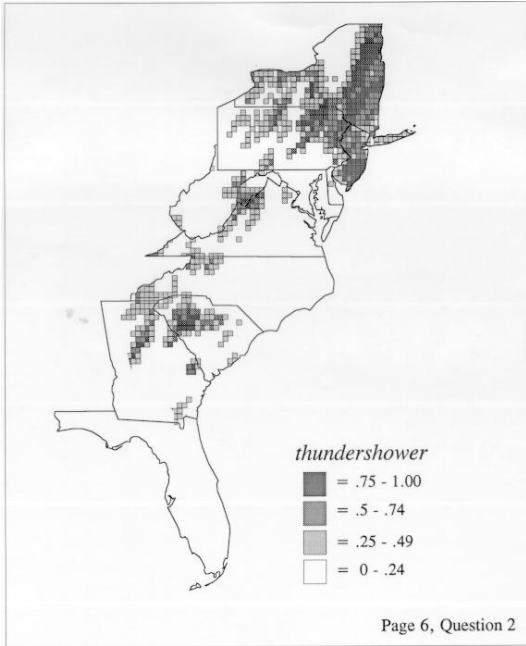 thundershower
= .75 - 1.00
= .5 - .74
= .25 - .49
= 0 - .24
Page 6, Question 2